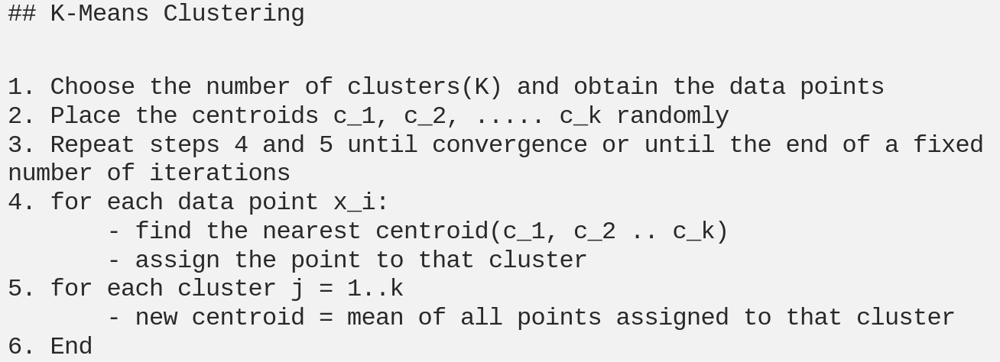 ## K-Means Clustering
1. Choose the number of clusters(K) and obtain the data points
2. Place the centroids c_1, c_2, ..... c_k randomly
3. Repeat steps 4 and 5 until convergence or until the end of a fixed
number of iterations
4. for each data point x_i:
- find the nearest centroid(c_1, c_2 .. c_k)
- assign the point to that cluster
5. for each cluster j = 1..k
- new centroid = mean of all points assigned to that cluster
6. End